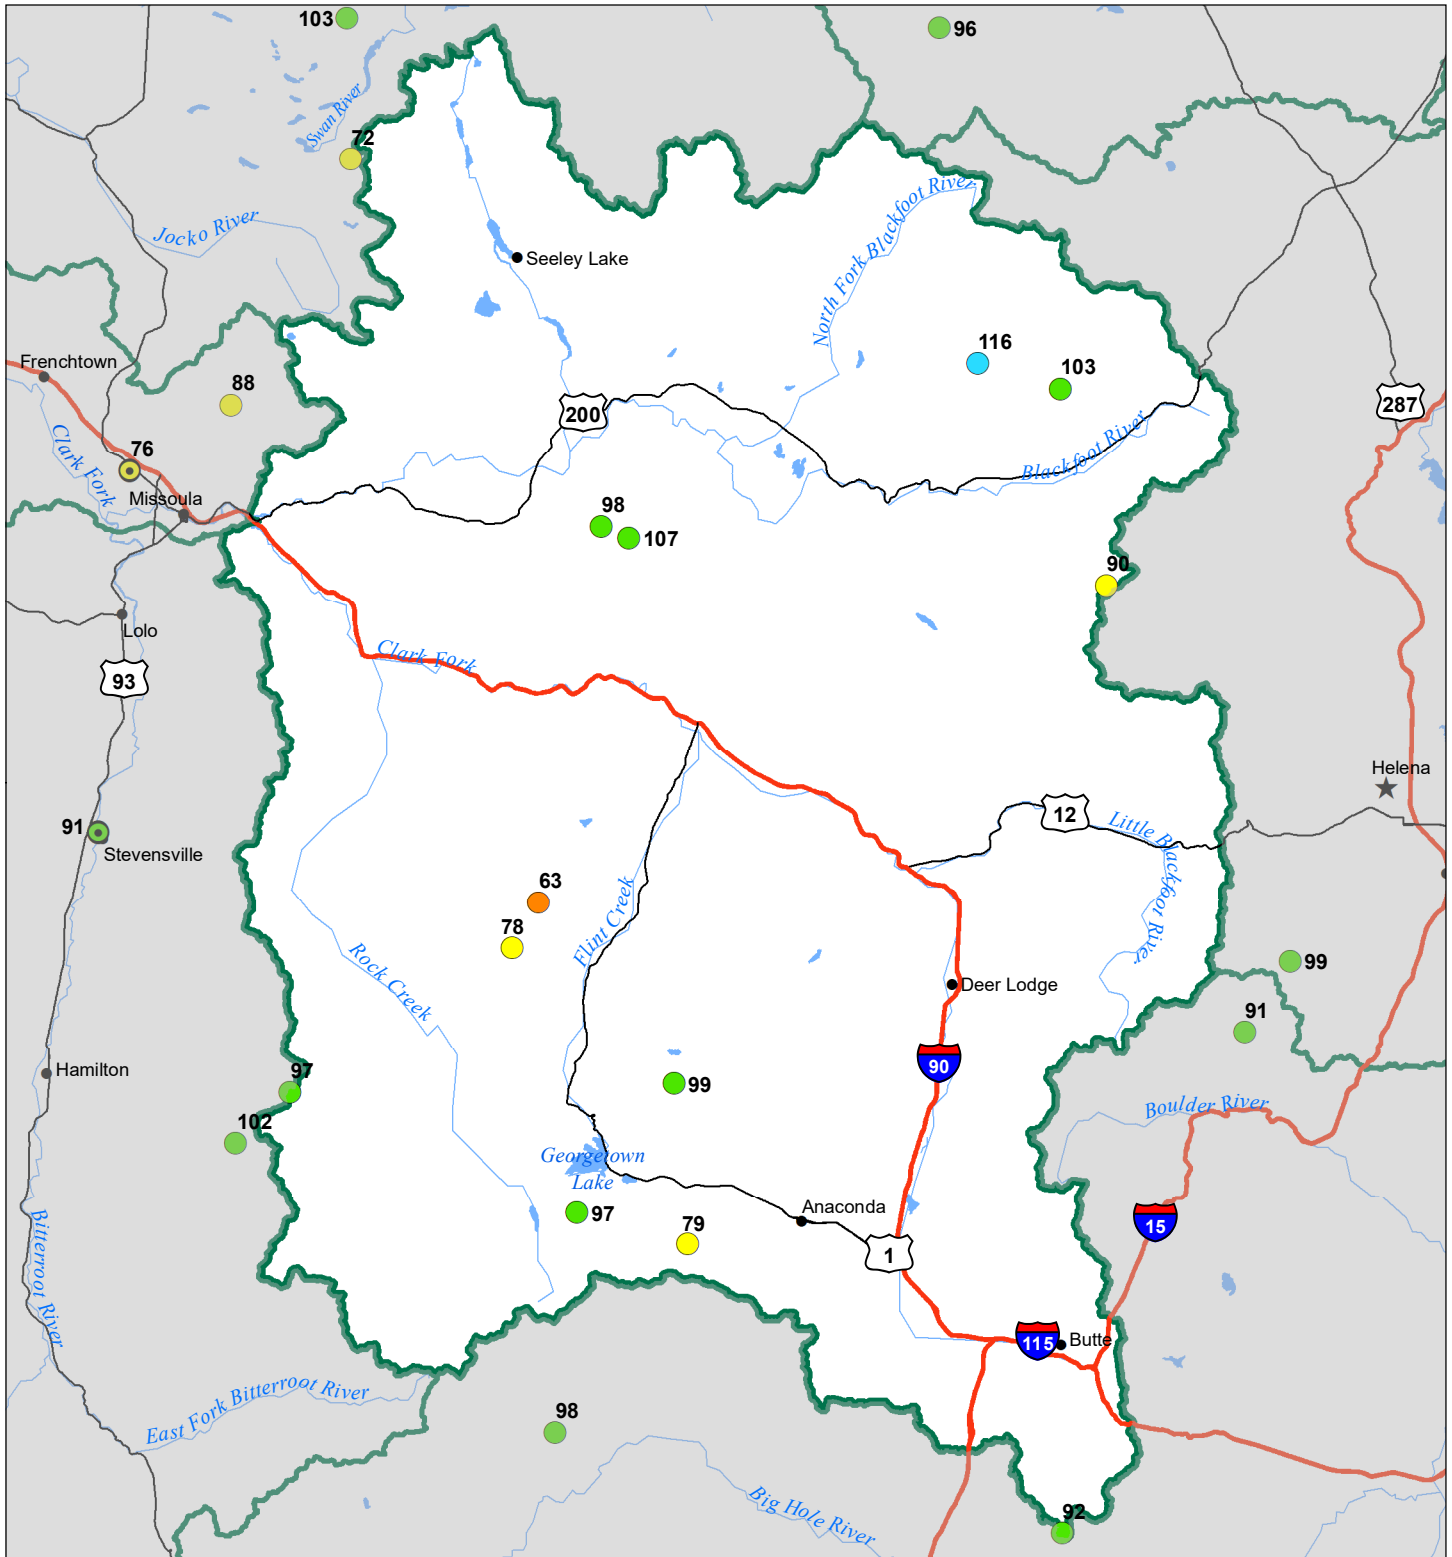 103
96
Swan River
72
Jocko River
North Fork Blackfoot River
Seeley Lake
116
103
Frenchtown
88
200
287
Clark Fork
76
Missoula
Blackfoot River
98
107
90
Lolo
Clark Fork
93
Helena
12
Little Blackfoot River
91
Stevensville
63
78
Flint Creek
Rock Creek
99
Deer Lodge
91
90
Hamilton
97
99
102
Boulder River
Georgetown
Lake
97
79
Anaconda
15
1
Bitterroot River
115
Butte
East Fork Bitterroot River
98
Big Hole River
92